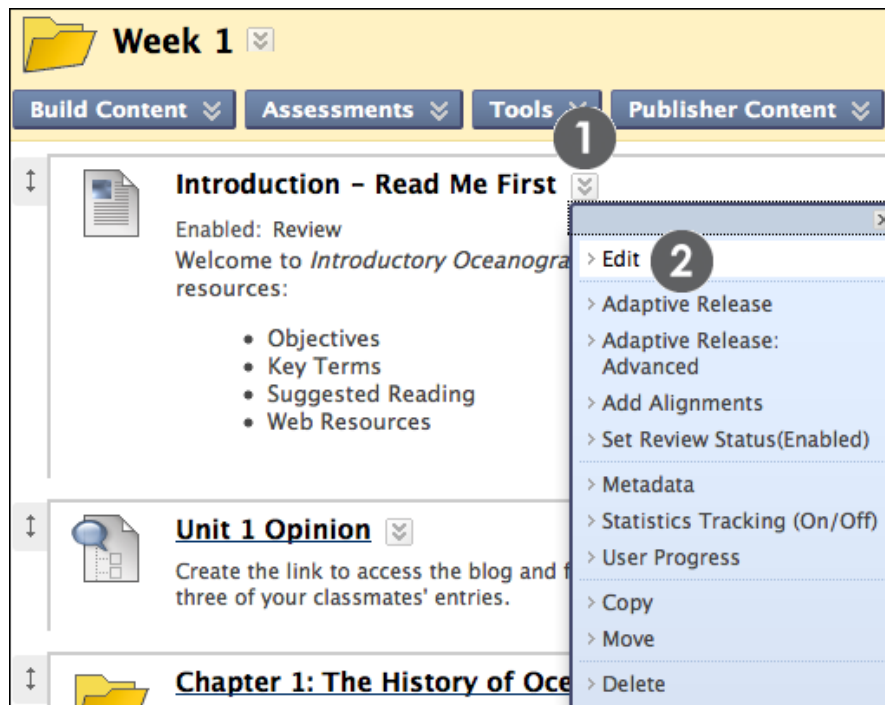 Week 1
Build Content
Assessments
Tools
Publisher Content
1
Introduction – Read Me First
Enabled: Review
Welcome to Introductory Oceanogra
resources:
• Objectives
• Key Terms
• Suggested Reading
• Web Resources
Edit
2
Adaptive Release
Adaptive Release:
Advanced
Add Alignments
Set Review Status(Enabled)
Metadata
Statistics Tracking (On/Off)
User Progress
Copy
Move
Delete
Unit 1 Opinion
Create the link to access the blog and f
three of your classmates' entries.
Chapter 1: The History of Oce